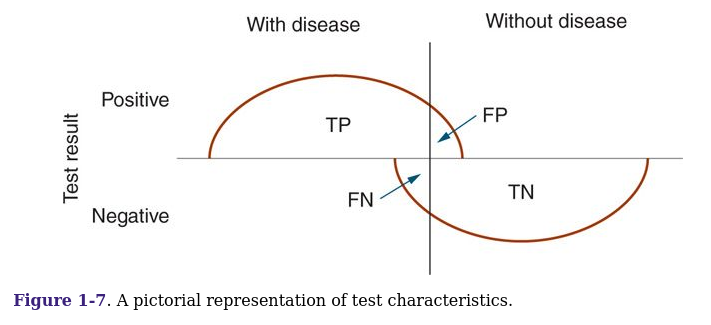 With disease
Without disease
Positive
TP
FP
Test result
FN
TN
Negative
Figure 1-7. A pictorial representation of test characteristics.